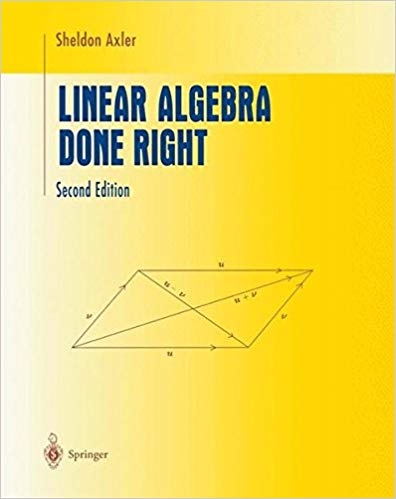 Sheldon Axler
LINEAR ALGEBRA
DONE RIGHT
Second Edition
u
u - v
u + v
v
v
u
Springer